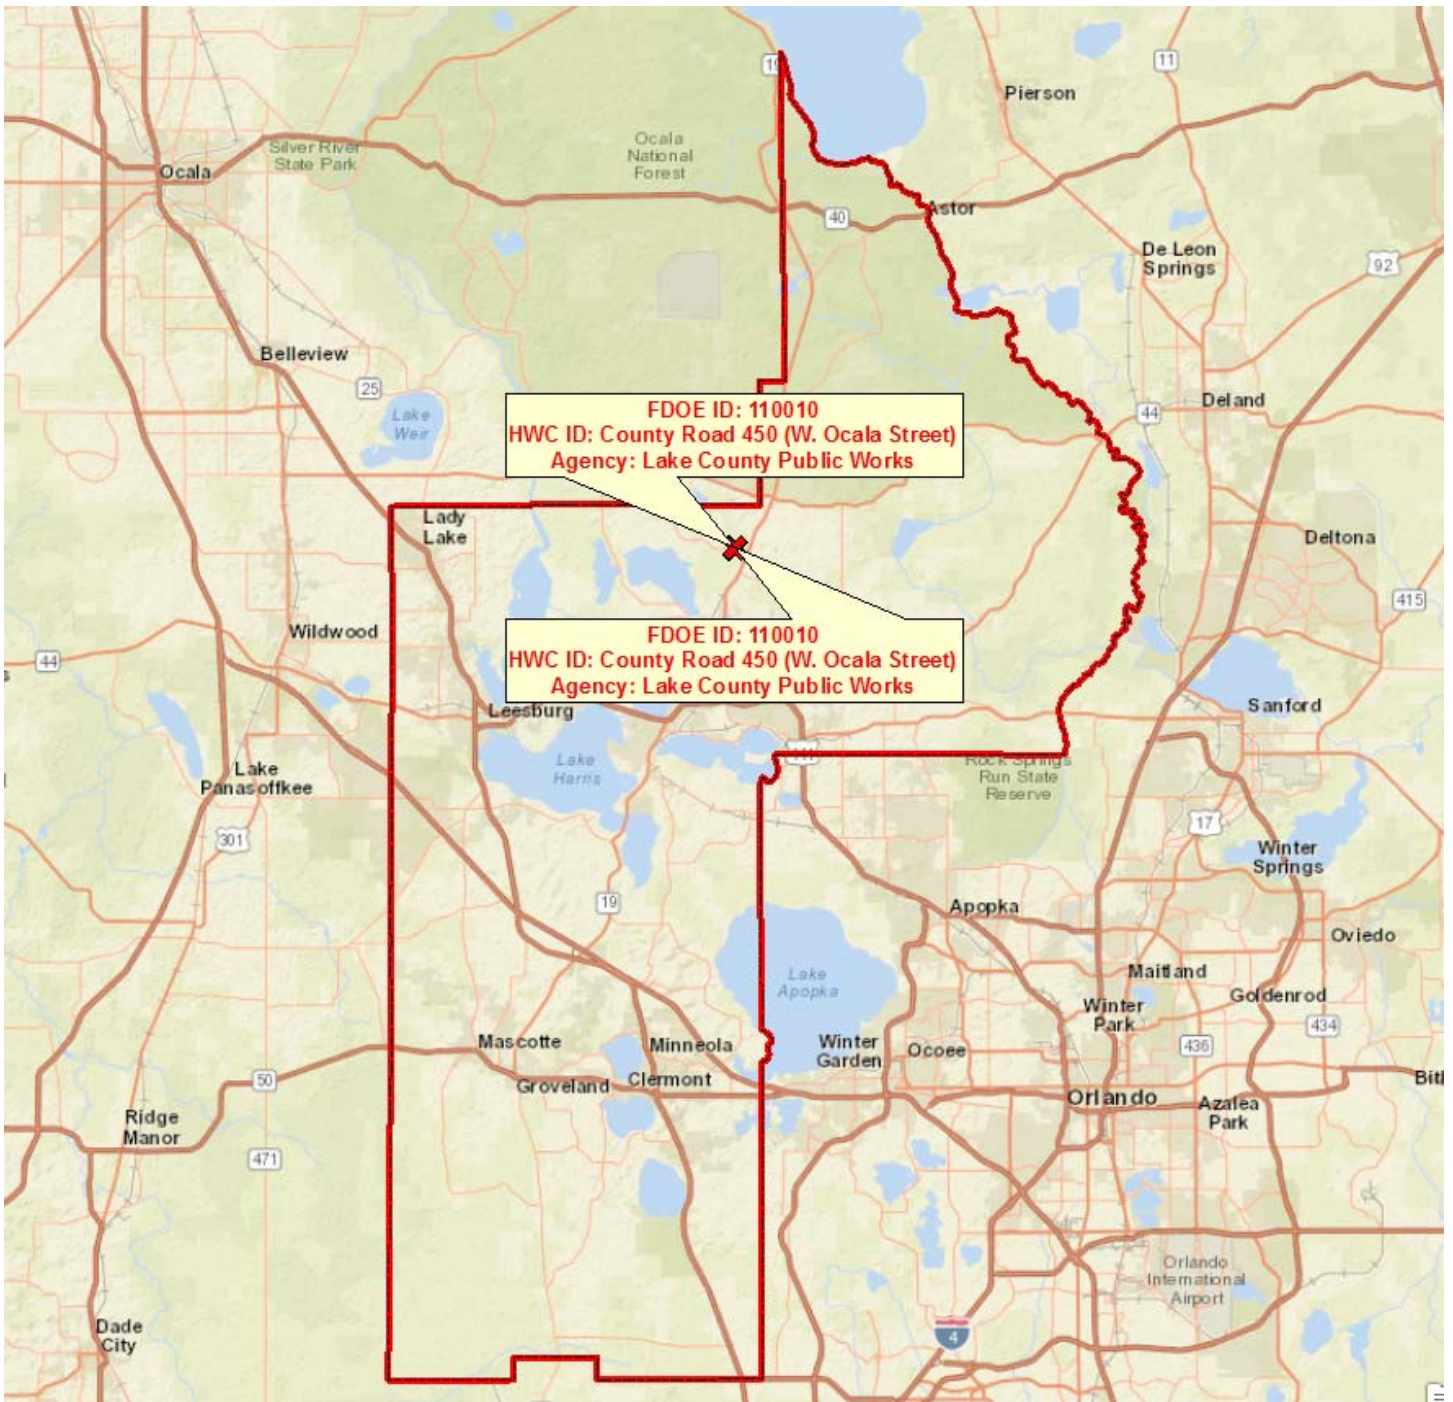 19
11
Pierson
Ocala
National
Forest
Silver River
State Park
Ocala
Astor
40
De Leon
Springs
92
Belleview
25
Lake
Weir
Deland
44
FDOE ID: 110010
HWC ID: County Road 450 (W. Ocala Street)
Agency: Lake County Public Works
Lady
Lake
Deltona
415
Wildwood
44
FDOE ID: 110010
HWC ID: County Road 450 (W. Ocala Street)
Agency: Lake County Public Works
Leesburg
Sanford
Lake
Harris
441
Rock Springs
Run State
Reserve
Lake
Panasoffkee
301
17
Winter
Springs
19
Apopka
Oviedo
Lake
Apopka
Maitland
Goldenrod
Winter
Park
434
436
Mascotte
Minneola
Winter
Garden
Ocoee
50
Groveland
Clermont
Orlando
Azalea
Park
Bith
Ridge
Manor
471
Orlando
International
Airport
4
Dade
City